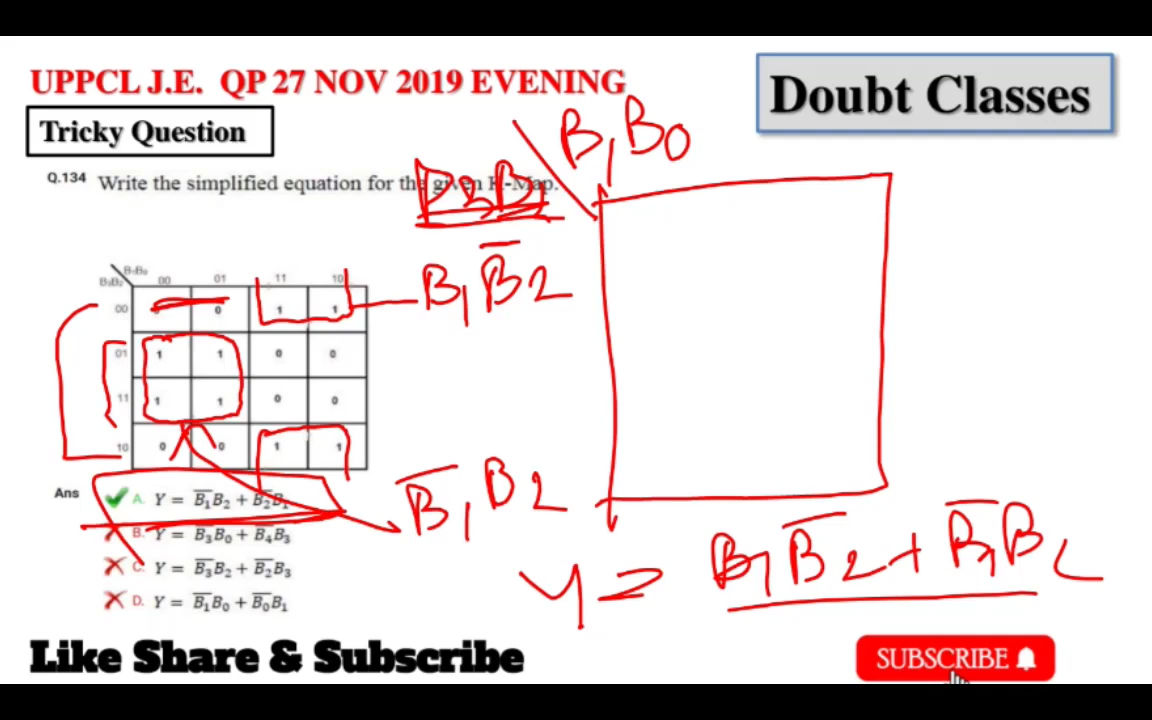 UPPCL J.E. QP 27 NOV 2019 EVENING
Doubt Classes
Tricky Question
B₁B₀
Q.134 Write the simplified equation for the given K-Map.
B₁B₀
B₃B₂ 00 01 11 10
00 0 1 1
01 1 1 0 0
11 1 1 0 0
10 0 0 1 1
B₁B̅₂
B̅₁B₂
Ans A. Y = B̅₁B₂ + B̅₂B₁
B. Y = B̅₃B₀ + B̅₄B₃
C. Y = B̅₃B₂ + B̅₂B₃
D. Y = B̅₁B₀ + B̅₀B₁
Y = B₁B̅₂ + B̅₁B₂
Like Share & Subscribe
SUBSCRIBE